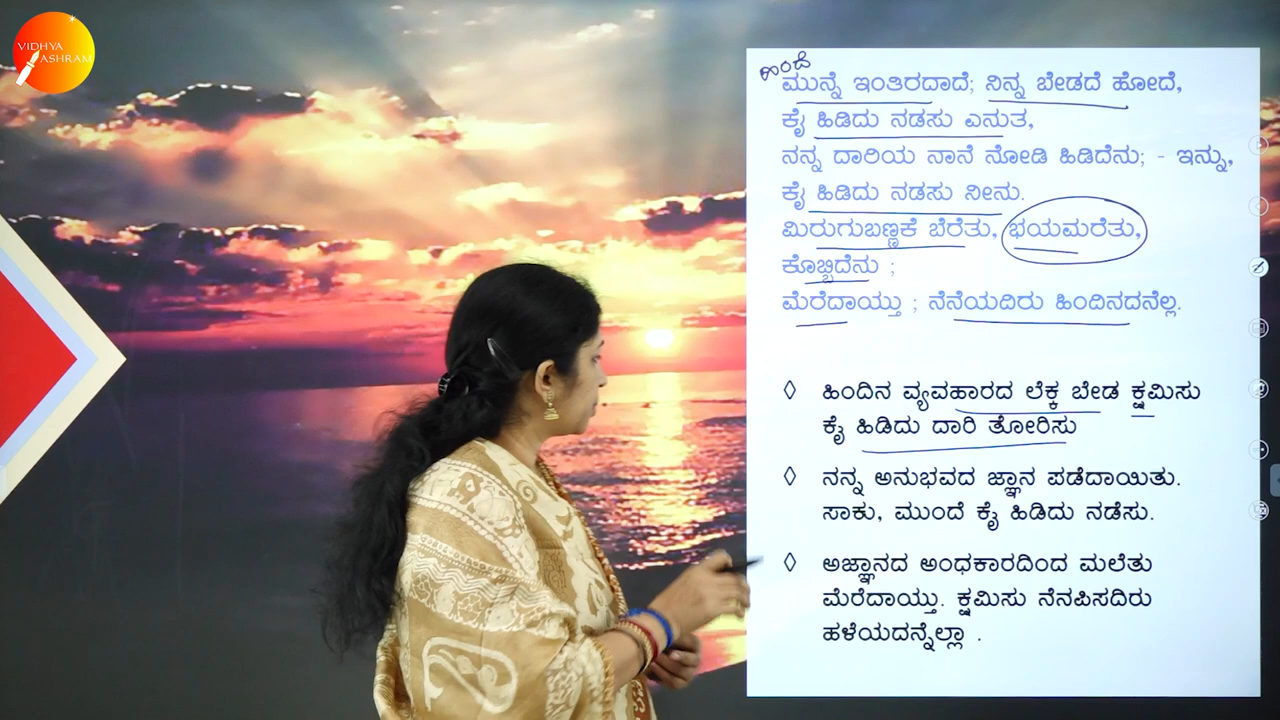 VIDHYA
ASHRAM
ಹಿಂದೆ
ಮುನ್ನೆ ಇಂತಿರದಾದೆ; ನಿನ್ನ ಬೇಡದೆ ಹೋದೆ,
ಕೈ ಹಿಡಿದು ನಡಸು ಎನುತ,
ನನ್ನ ದಾರಿಯ ನಾನೆ ನೋಡಿ ಹಿಡಿದೆನು; - ಇನ್ನು,
ಕೈ ಹಿಡಿದು ನಡಸು ನೀನು.
ಮಿರುಗುಬಣ್ಣಕೆ ಬೆರೆತು, ಭಯಮರೆತು,
ಕೊಬ್ಬಿದೆನು ;
ಮೆರೆದಾಯ್ತು ; ನೆನೆಯದಿರು ಹಿಂದಿನದನೆಲ್ಲ.
◊ ಹಿಂದಿನ ವ್ಯವಹಾರದ ಲೆಕ್ಕ ಬೇಡ ಕ್ಷಮಿಸು
ಕೈ ಹಿಡಿದು ದಾರಿ ತೋರಿಸು
◊ ನನ್ನ ಅನುಭವದ ಜ್ಞಾನ ಪಡೆದಾಯಿತು.
ಸಾಕು, ಮುಂದೆ ಕೈ ಹಿಡಿದು ನಡೆಸು.
◊ ಅಜ್ಞಾನದ ಅಂಧಕಾರದಿಂದ ಮಲೆತು
ಮೆರೆದಾಯ್ತು. ಕ್ಷಮಿಸು ನೆನಪಿಸದಿರು
ಹಳೆಯದನ್ನೆಲ್ಲಾ .